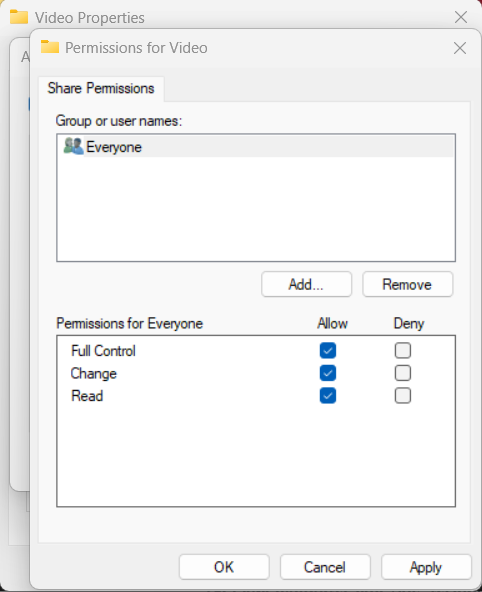 Video Properties
Permissions for Video
A
Share Permissions
Group or user names:
Everyone
Add...
Remove
Permissions for Everyone
Allow
Deny
Full Control
Change
Read
OK
Cancel
Apply